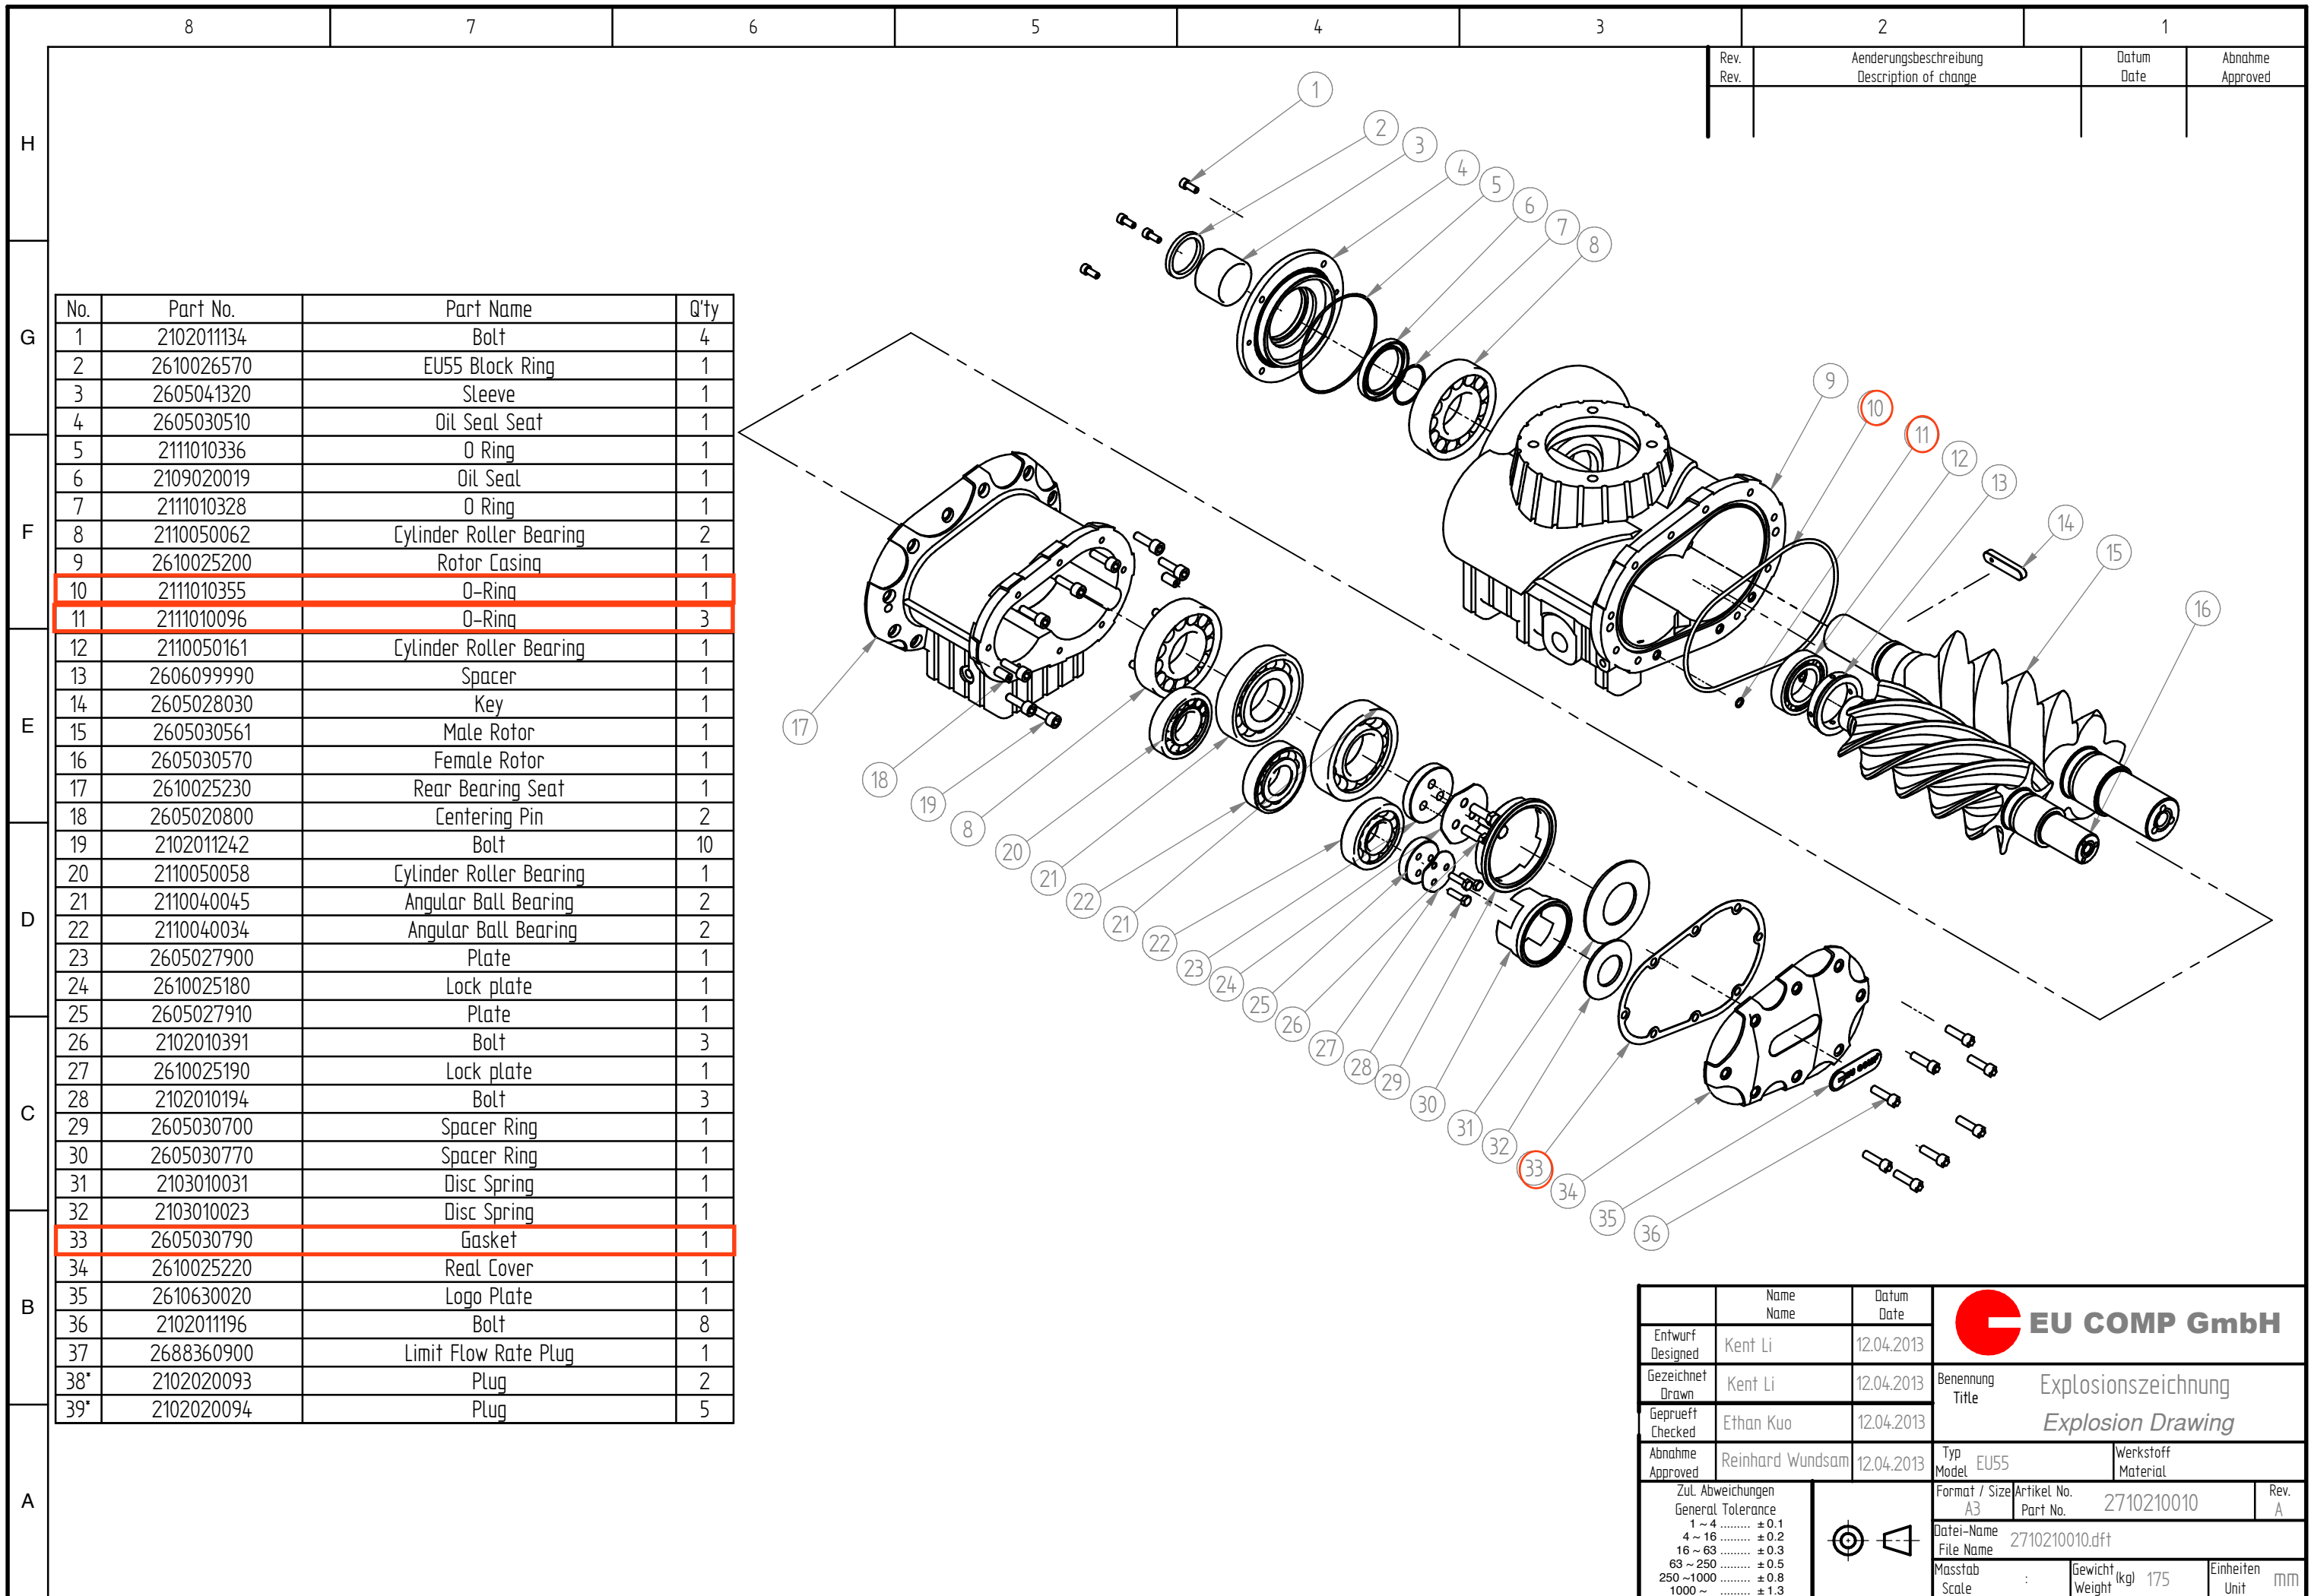 8 7 6 5 4 3 2 1
Rev. Aenderungsbeschreibung Datum Abnahme
Rev. Description of change Date Approved
H
G
F
E
D
C
B
A
No. Part No. Part Name Q'ty
1 2102011134 Bolt 4
2 2610026570 EU55 Block Ring 1
3 2605041320 Sleeve 1
4 2605030510 Oil Seal Seat 1
5 2111010336 O Ring 1
6 2109020019 Oil Seal 1
7 2111010328 O Ring 1
8 2110050062 Cylinder Roller Bearing 2
9 2610025200 Rotor Casing 1
10 2111010355 O-Ring 1
11 2111010096 O-Ring 3
12 2110050161 Cylinder Roller Bearing 1
13 2606099990 Spacer 1
14 2605028030 Key 1
15 2605030561 Male Rotor 1
16 2605030570 Female Rotor 1
17 2610025230 Rear Bearing Seat 1
18 2605020800 Centering Pin 2
19 2102011242 Bolt 10
20 2110050058 Cylinder Roller Bearing 1
21 2110040045 Angular Ball Bearing 2
22 2110040034 Angular Ball Bearing 2
23 2605027900 Plate 1
24 2610025180 Lock plate 1
25 2605027910 Plate 1
26 2102010391 Bolt 3
27 2610025190 Lock plate 1
28 2102010194 Bolt 3
29 2605030700 Spacer Ring 1
30 2605030770 Spacer Ring 1
31 2103010031 Disc Spring 1
32 2103010023 Disc Spring 1
33 2605030790 Gasket 1
34 2610025220 Real Cover 1
35 2610630020 Logo Plate 1
36 2102011196 Bolt 8
37 2688360900 Limit Flow Rate Plug 1
38* 2102020093 Plug 2
39* 2102020094 Plug 5
1
2
3
4
5
6
7
8
9
10
11
12
13
14
15
16
17
18
19
8
20
21
22
21
22
23
24
25
26
27
28
29
30
31
32
33
34
35
36
Name Datum
Name Date
Entwurf
Designed Kent Li 12.04.2013
Gezeichnet
Drawn Kent Li 12.04.2013
Geprueft
Checked Ethan Kuo 12.04.2013
Abnahme
Approved Reinhard Wundsam 12.04.2013
EU COMP GmbH
Benennung
Title
Explosionszeichnung
Explosion Drawing
Typ
Model EU55
Werkstoff
Material
Zul. Abweichungen
General Tolerance
1 ~ 4 ......... ± 0.1
4 ~ 16 ......... ± 0.2
16 ~ 63 ......... ± 0.3
63 ~ 250 ......... ± 0.5
250 ~1000 ......... ± 0.8
1000 ~ ......... ± 1.3
Format / Size
A3
Artikel No.
Part No. 2710210010
Rev.
A
Datei-Name
File Name 2710210010.dft
Masstab
Scale :
Gewicht
Weight (kg) 175
Einheiten
Unit mm